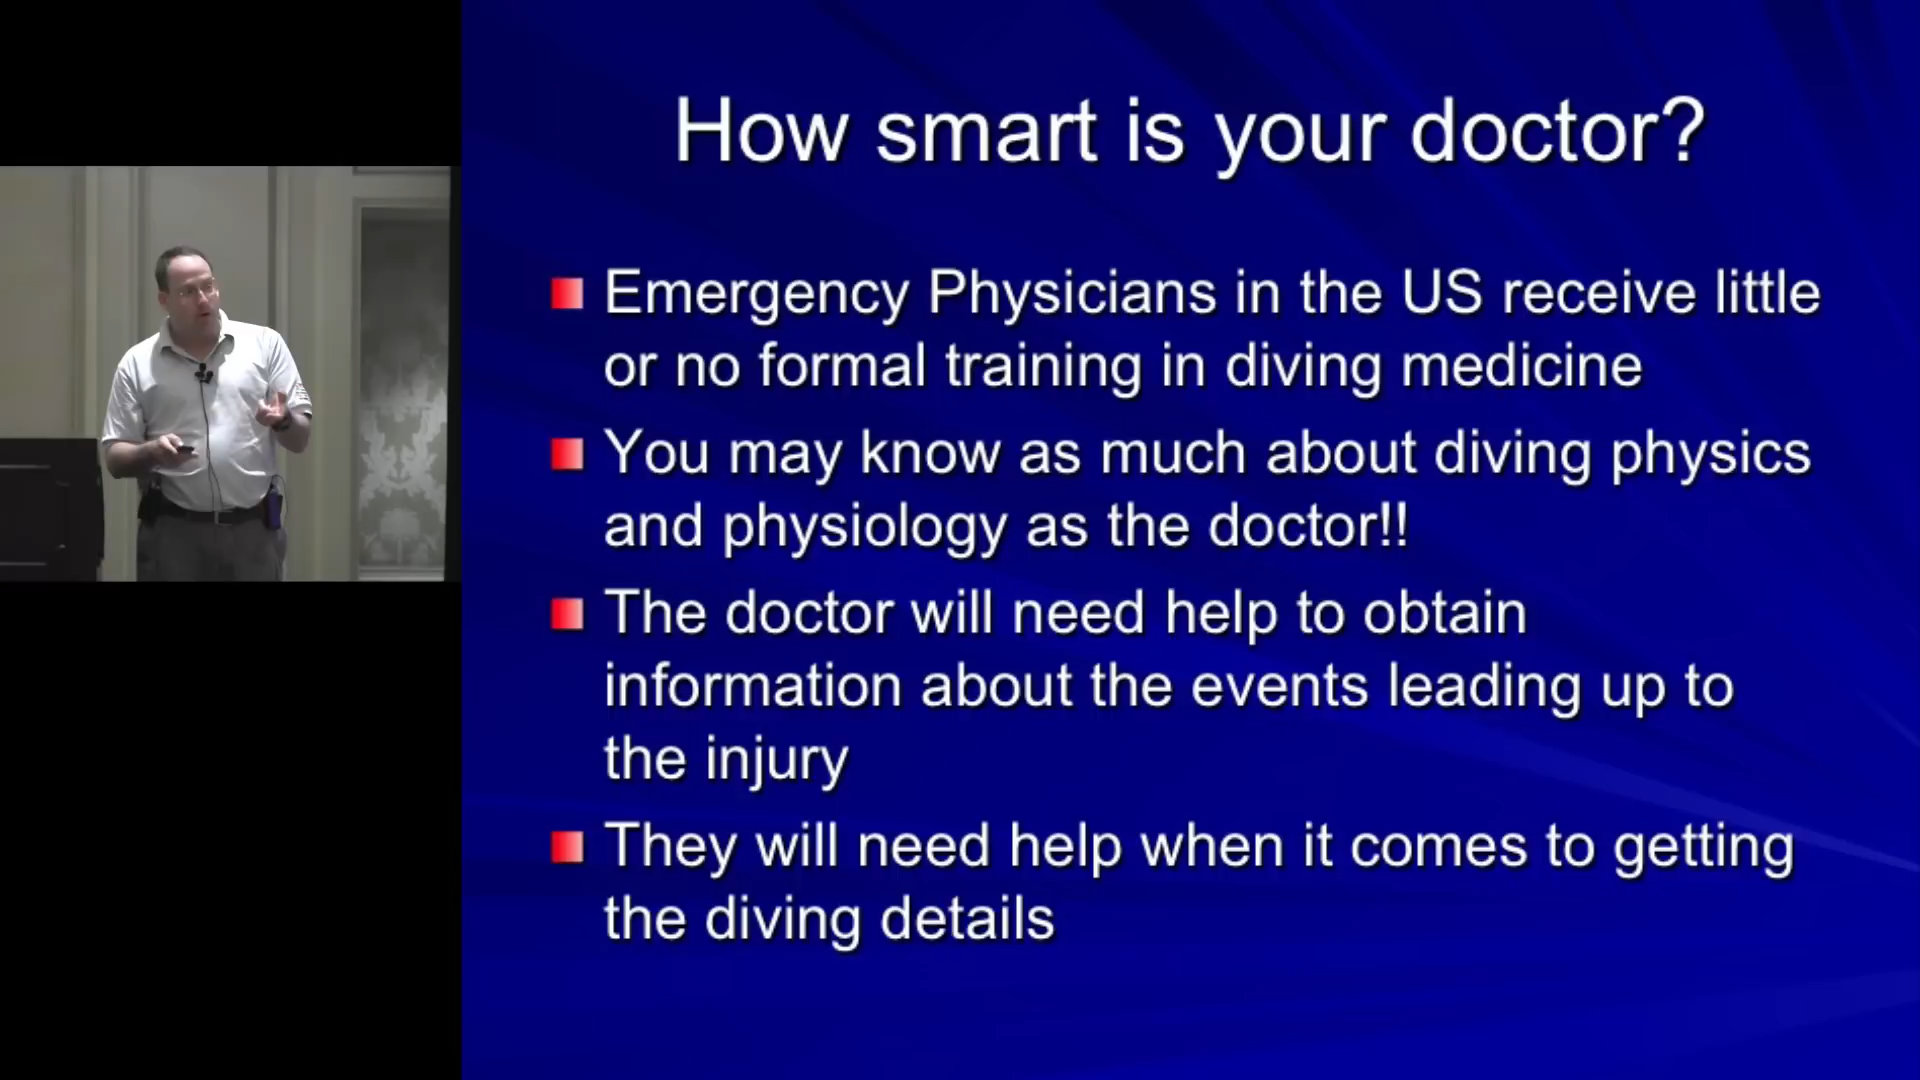 How smart is your doctor?
Emergency Physicians in the US receive little
or no formal training in diving medicine
You may know as much about diving physics
and physiology as the doctor!!
The doctor will need help to obtain
information about the events leading up to
the injury
They will need help when it comes to getting
the diving details